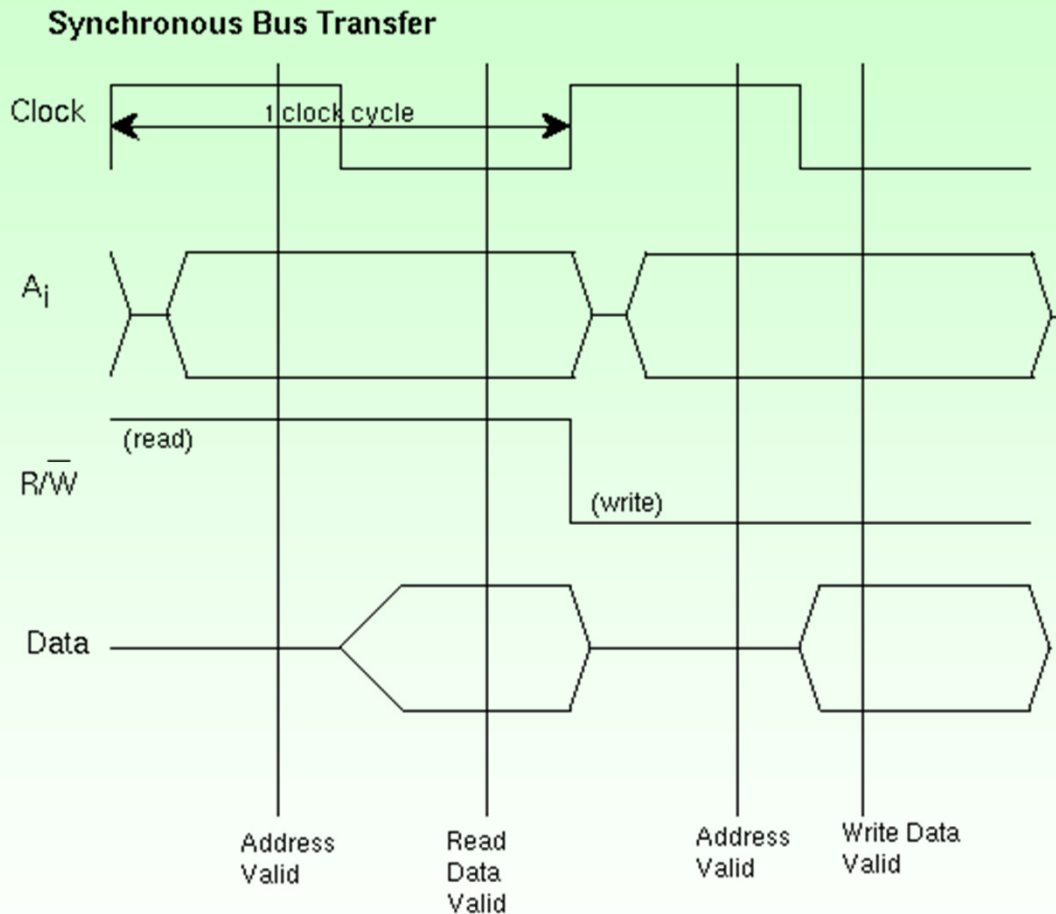 Synchronous Bus Transfer
Clock
1 clock cycle
Ai
(read)
R/W̅
(write)
Data
Address
Valid
Read
Data
Valid
Address
Valid
Write Data
Valid